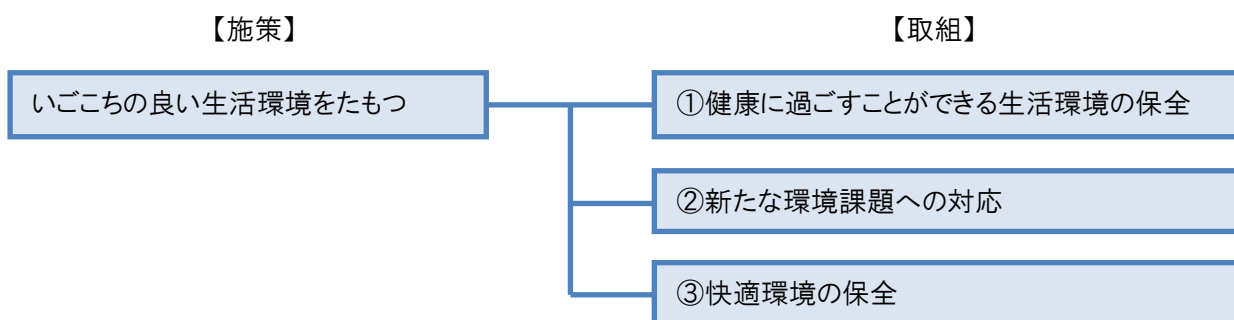 【施策】
【取組】
いごこちの良い生活環境をたもつ
①健康に過ごすことができる生活環境の保全
②新たな環境課題への対応
③快適環境の保全